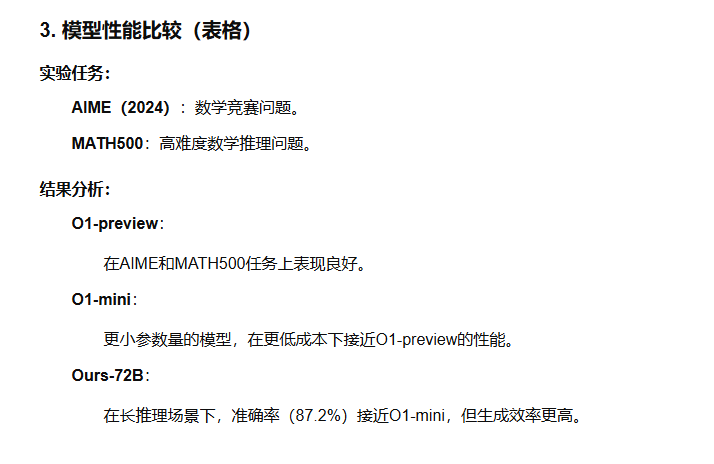 3. 模型性能比较（表格）
实验任务：
AIME（2024）：数学竞赛问题。
MATH500：高难度数学推理问题。
结果分析：
O1-preview：
在AIME和MATH500任务上表现良好。
O1-mini：
更小参数量的模型，在更低成本下接近O1-preview的性能。
Ours-72B：
在长推理场景下，准确率（87.2%）接近O1-mini，但生成效率更高。